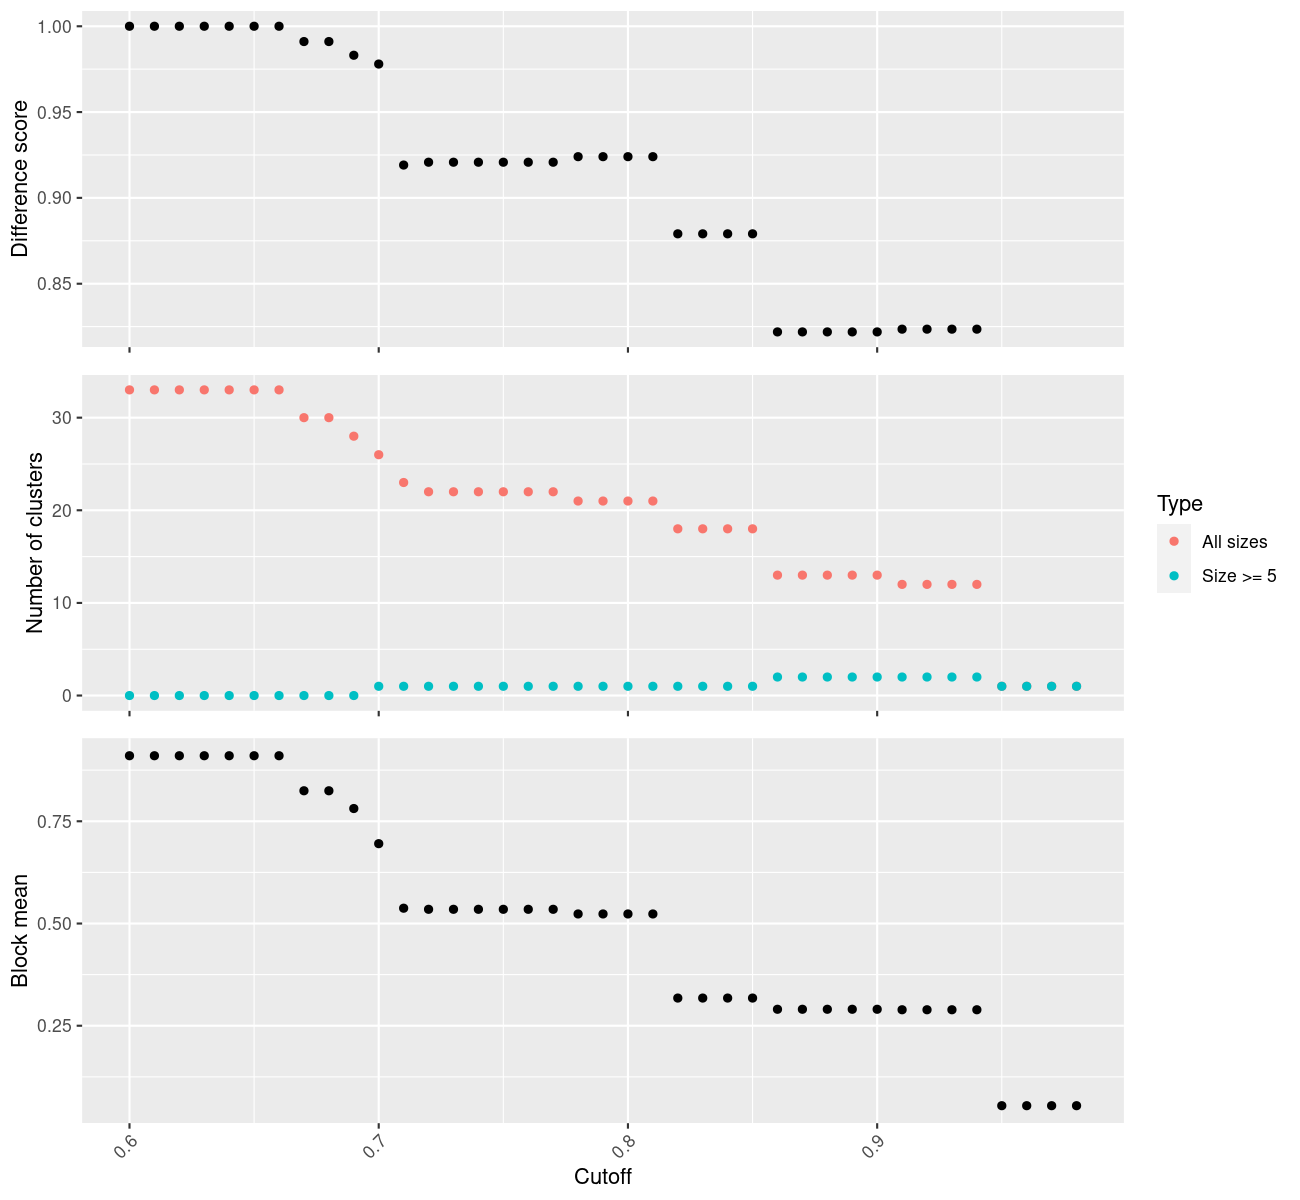 Difference score
1.00
0.95
0.90
0.85
Number of clusters
30
20
10
0
Type
All sizes
Size >= 5
Block mean
0.75
0.50
0.25
0.6
0.7
0.8
0.9
Cutoff